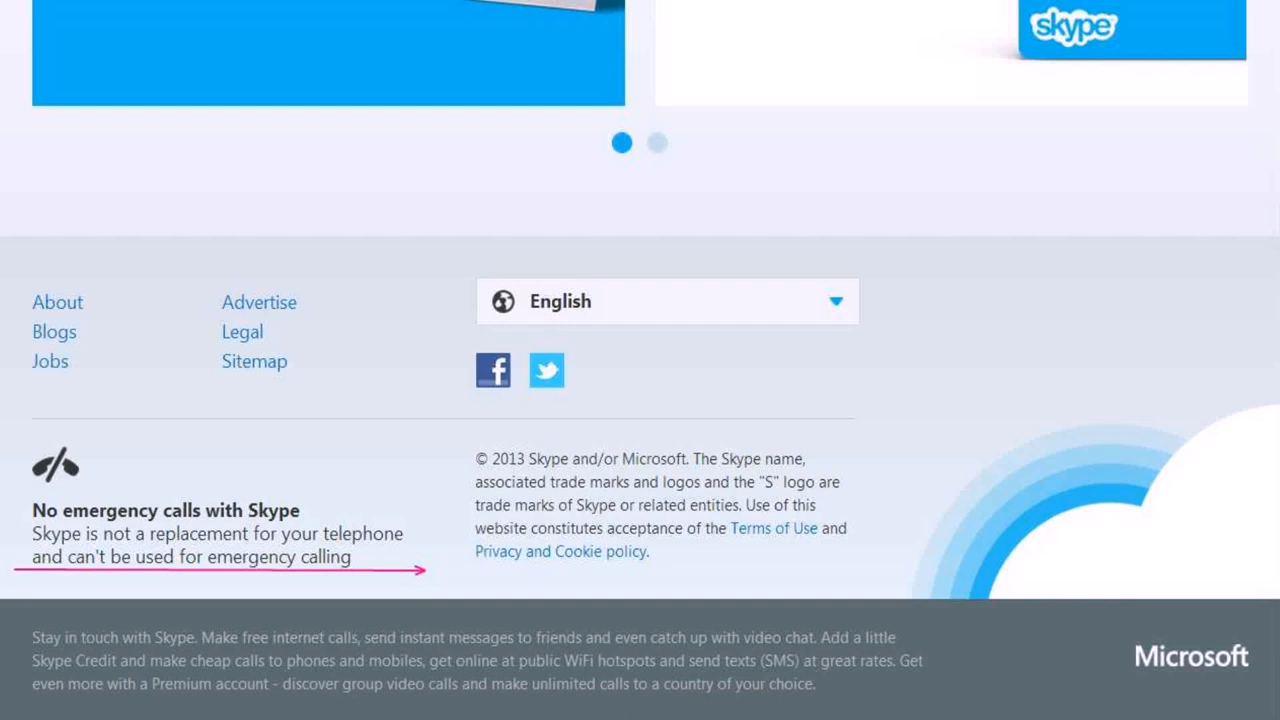 skype
About
Blogs
Jobs
Advertise
Legal
Sitemap
English
f
No emergency calls with Skype
Skype is not a replacement for your telephone
and can't be used for emergency calling
© 2013 Skype and/or Microsoft. The Skype name,
associated trade marks and logos and the "S" logo are
trade marks of Skype or related entities. Use of this
website constitutes acceptance of the Terms of Use and
Privacy and Cookie policy.
Stay in touch with Skype. Make free internet calls, send instant messages to friends and even catch up with video chat. Add a little
Skype Credit and make cheap calls to phones and mobiles, get online at public WiFi hotspots and send texts (SMS) at great rates. Get
even more with a Premium account - discover group video calls and make unlimited calls to a country of your choice.
Microsoft